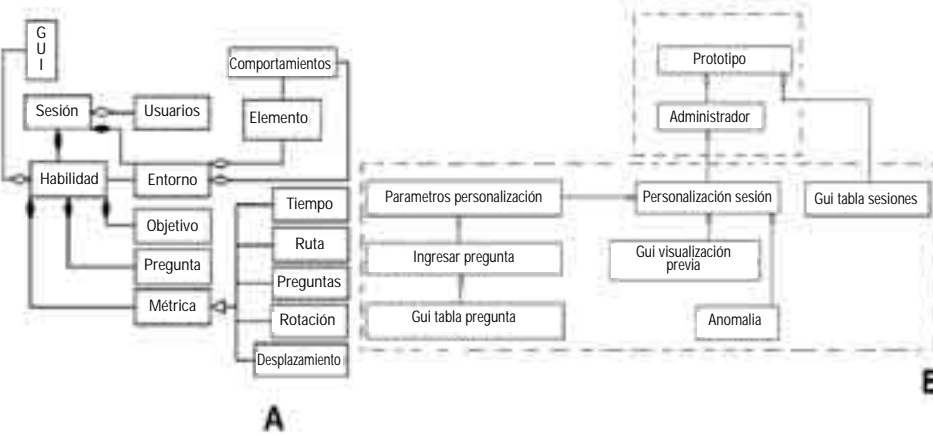 G
U
I
Sesión
Usuarios
Comportamientos
Elemento
Habilidad
Entorno
Objetivo
Pregunta
Métrica
Tiempo
Ruta
Preguntas
Rotación
Desplazamiento
A
Prototipo
Administrador
Parametros personalización
Personalización sesión
Gui tabla sesiones
Ingresar pregunta
Gui visualización
previa
Gui tabla pregunta
Anomalia
B